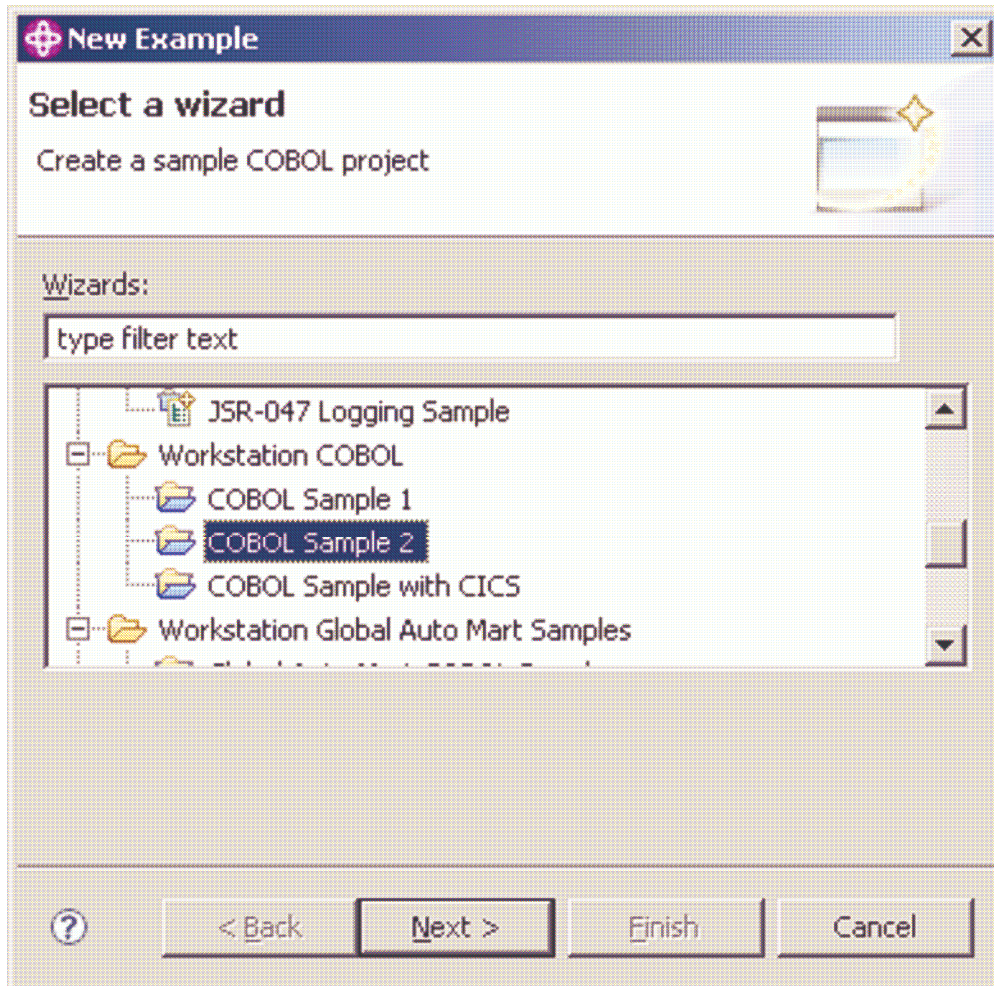 New Example
Select a wizard
Create a sample COBOL project
Wizards:
type filter text
JSR-047 Logging Sample
Workstation COBOL
COBOL Sample 1
COBOL Sample 2
COBOL Sample with CICS
Workstation Global Auto Mart Samples
? < Back Next > Finish Cancel